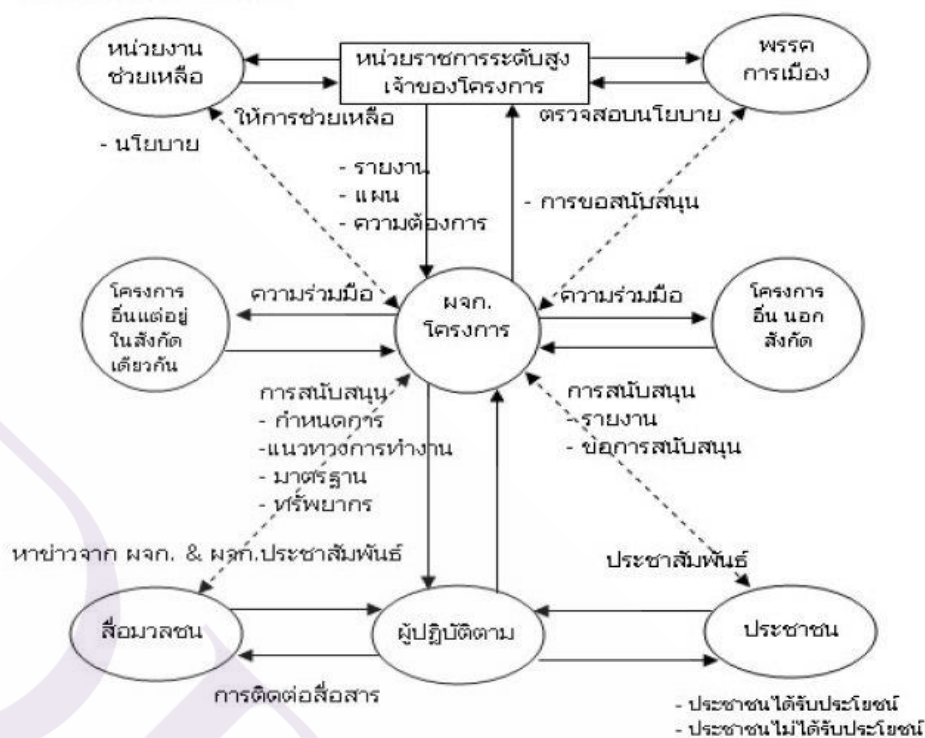 หน่วยงาน
ช่วยเหลือ
หน่วยราชการระดับสูง
เจ้าของโครงการ
พรรค
การเมือง
ให้การช่วยเหลือ
ตรวจสอบนโยบาย
- นโยบาย
- รายงาน
- แผน
- ความต้องการ
- การขอสนับสนุน
โครงการ
อื่นแต่อยู่
ในสังกัด
เดียวกัน
ความร่วมมือ
ผจก.
โครงการ
ความร่วมมือ
โครงการ
อื่น นอก
สังกัด
การสนับสนุน
- กำหนดการ
-แนวทวงการทำงาน
- มาตรฐาน
- ทรัพยากร
การสนับสนุน
- รายงาน
- ข่อการสนับสนุน
หาข่าวจาก ผจก. & ผจก.ประชาสัมพันธ์
ประชาสัมพันธ์
สื่อมวลชน
ผู้ปฏิบัติตาม
ประชาชน
การติดต่อสื่อสาร
- ประชาชนได้รับประโยชน์
- ประชาชนไม่ได้รับประโยชน์